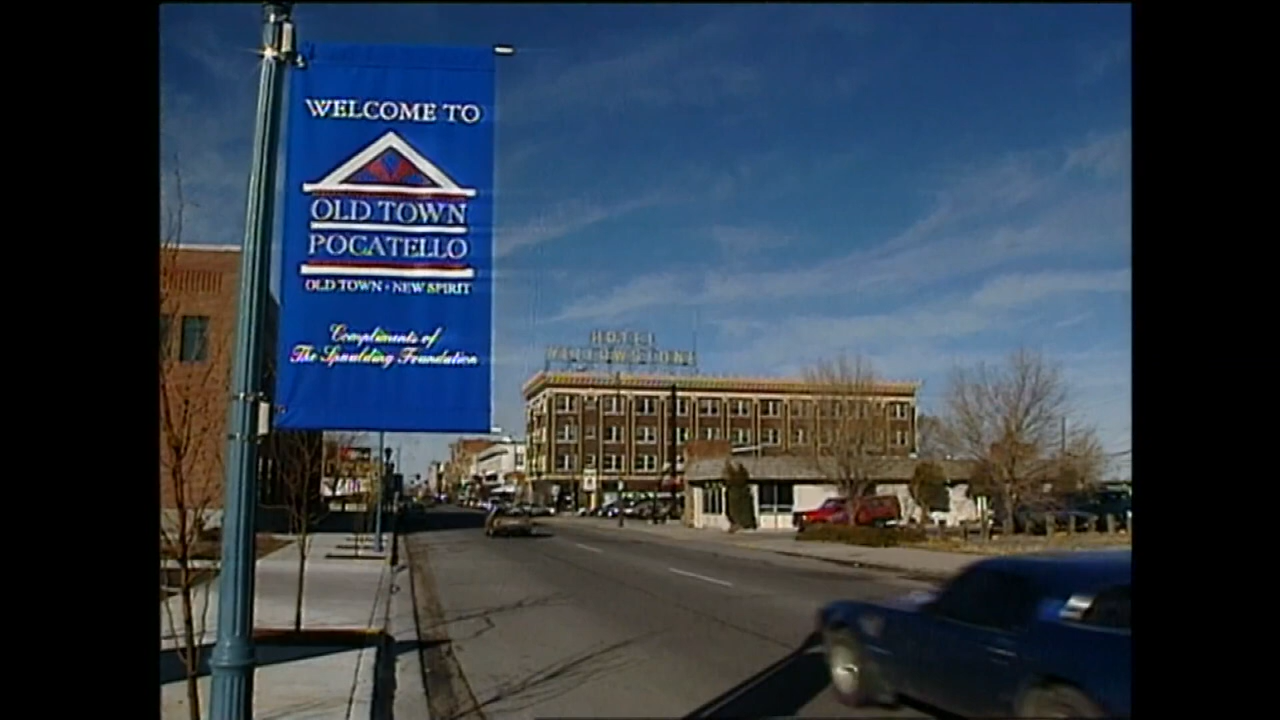 WELCOME TO
OLD TOWN
POCATELLO
OLD TOWN • NEW SPIRIT
Compliments of
The Spaulding Foundation
HOTEL
YELLOWSTONE